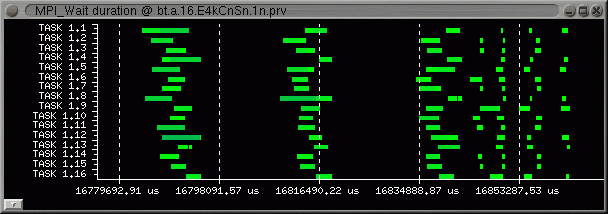 MPI_Wait duration @ bt.a.16.E4kCnSn.1n.prv
TASK 1.1
TASK 1.2
TASK 1.3
TASK 1.4
TASK 1.5
TASK 1.6
TASK 1.7
TASK 1.8
TASK 1.9
TASK 1.10
TASK 1.11
TASK 1.12
TASK 1.13
TASK 1.14
TASK 1.15
TASK 1.16
16779692.91 us 16798091.57 us 16816490.22 us 16834888.87 us 16853287.53 us